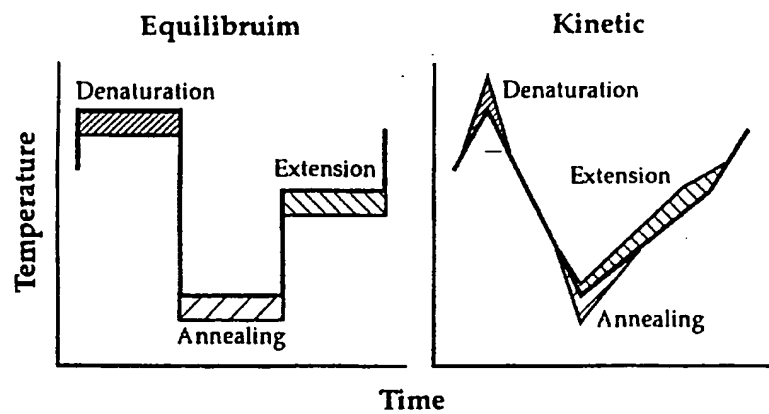 Equilibruim
Kinetic
Denaturation
Denaturation
Extension
Extension
Temperature
Annealing
Annealing
Time